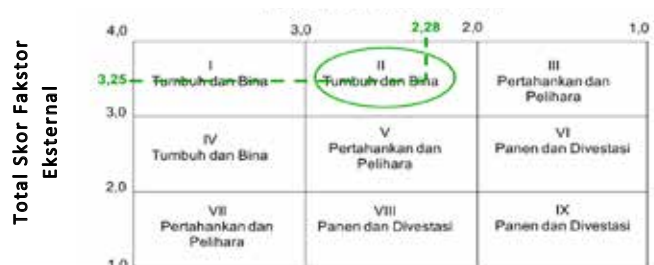 Total Skor Fakstor
Eksternal
4,0
3,0
2,28
2,0
1,0
3,25
I
Tumbuh dan Bina
II
Tumbuh dan Bina
III
Pertahankan dan
Pelihara
3,0
IV
Tumbuh dan Bina
V
Pertahankan dan
Pelihara
VI
Panen dan Divestasi
2,0
VII
Pertahankan dan
Pelihara
VIII
Panen dan Divestasi
IX
Panen dan Divestasi
1,0